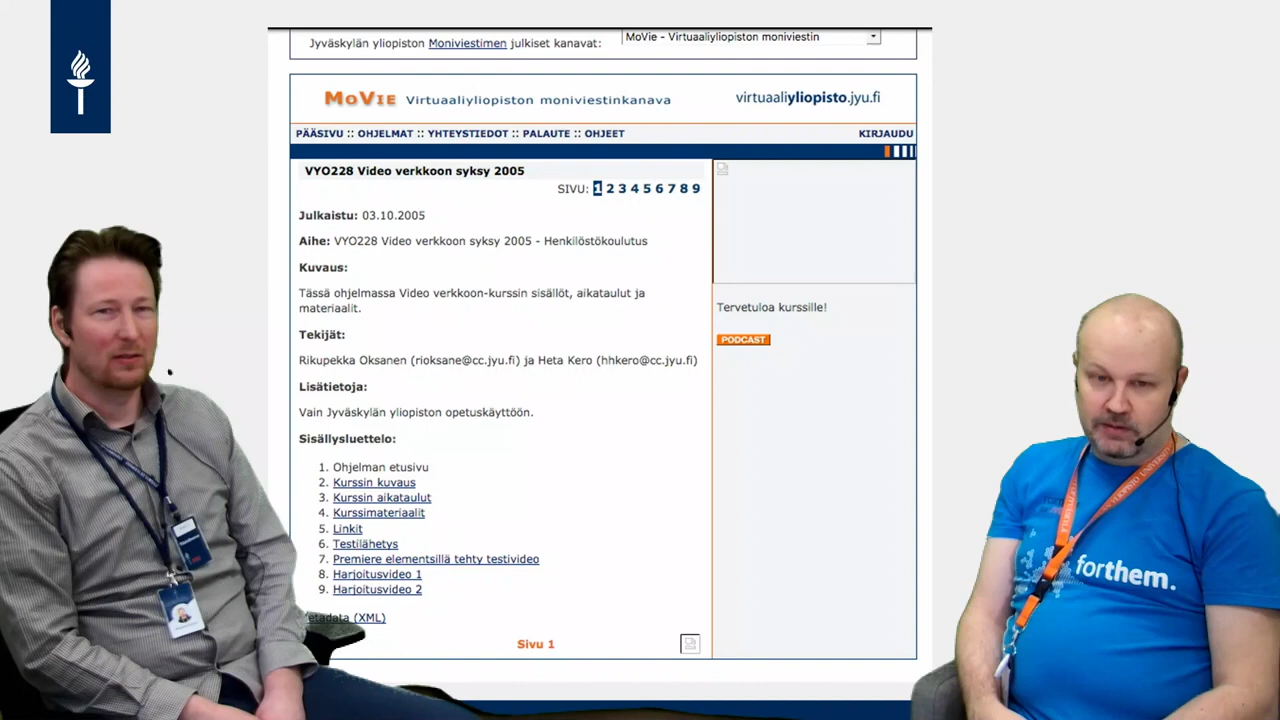 Jyväskylän yliopiston Moniviestimen julkiset kanavat: MoVie - Virtuaaliyliopiston moniviestin
MOVIE Virtuaaliyliopiston moniviestinkanava virtuaaliyliopisto.jyu.fi
PÄÄSIVU :: OHJELMAT :: YHTEYSTIEDOT :: PALAUTE :: OHJEET KIRJAUDU
VYO228 Video verkkoon syksy 2005
SIVU: 1 2 3 4 5 6 7 8 9
Julkaistu: 03.10.2005
Aihe: VYO228 Video verkkoon syksy 2005 - Henkilöstökoulutus
Kuvaus:
Tässä ohjelmassa Video verkkoon-kurssin sisällöt, aikataulut ja
materiaalit.
Tekijät:
Rikupekka Oksanen (rioksane@cc.jyu.fi) ja Heta Kero (hhkero@cc.jyu.fi)
Lisätietoja:
Vain Jyväskylän yliopiston opetuskäyttöön.
Sisällysluettelo:
1. Ohjelman etusivu
2. Kurssin kuvaus
3. Kurssin aikataulut
4. Kurssimateriaalit
5. Linkit
6. Testilähetys
7. Premiere elementsillä tehty testivideo
8. Harjoitusvideo 1
9. Harjoitusvideo 2
etadata (XML)
Sivu 1
Tervetuloa kurssille!
PODCAST
forthem.